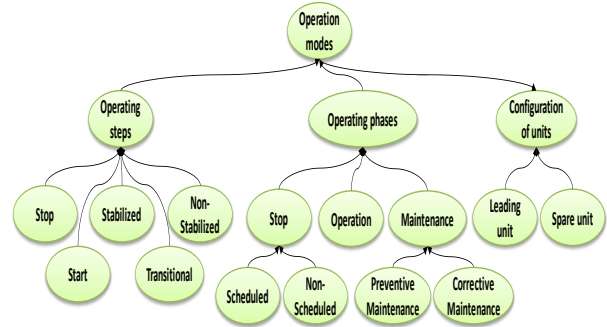 Operation
modes
Operating
steps
Operating phases
Configuration
of units
Stop
Stabilized
Non-
Stabilized
Start
Transitional
Stop
Operation
Maintenance
Leading
unit
Spare unit
Scheduled
Non-
Scheduled
Preventive
Maintenance
Corrective
Maintenance